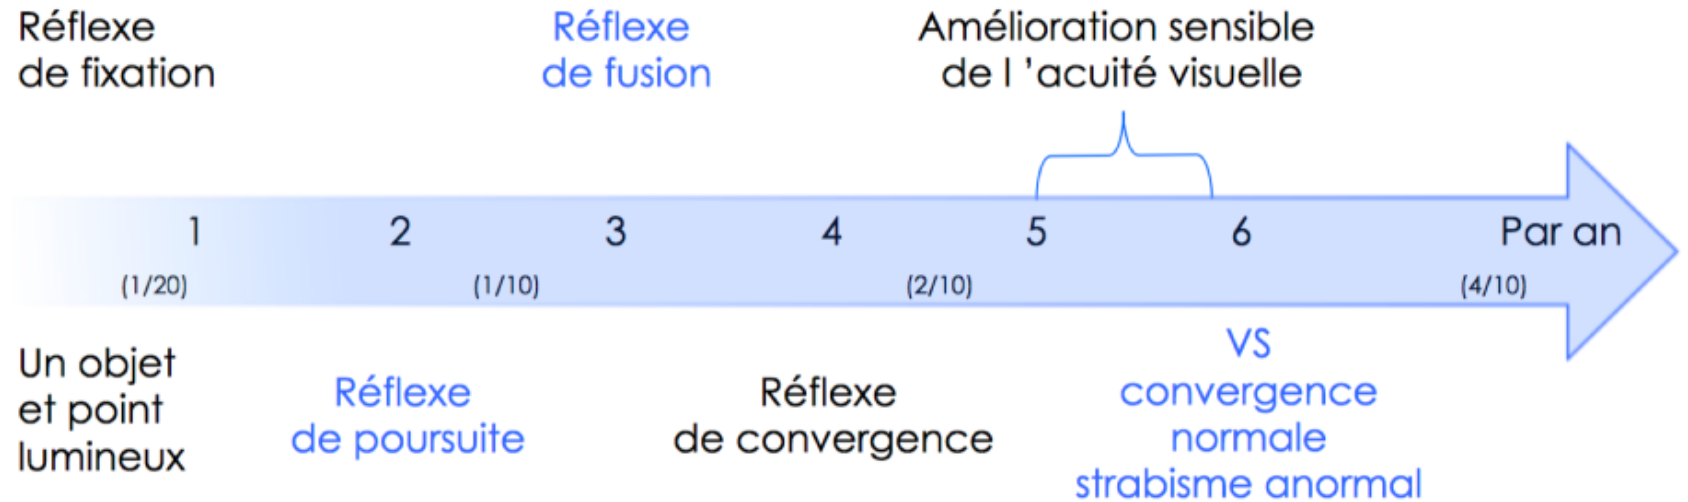 Réflexe
de fixation
Réflexe
de fusion
Amélioration sensible
de l ’acuité visuelle
1 2 3 4 5 6 Par an
(1/20) (1/10) (2/10) (4/10)
Un objet
et point
lumineux
Réflexe
de poursuite
Réflexe
de convergence
VS
convergence
normale
strabisme anormal